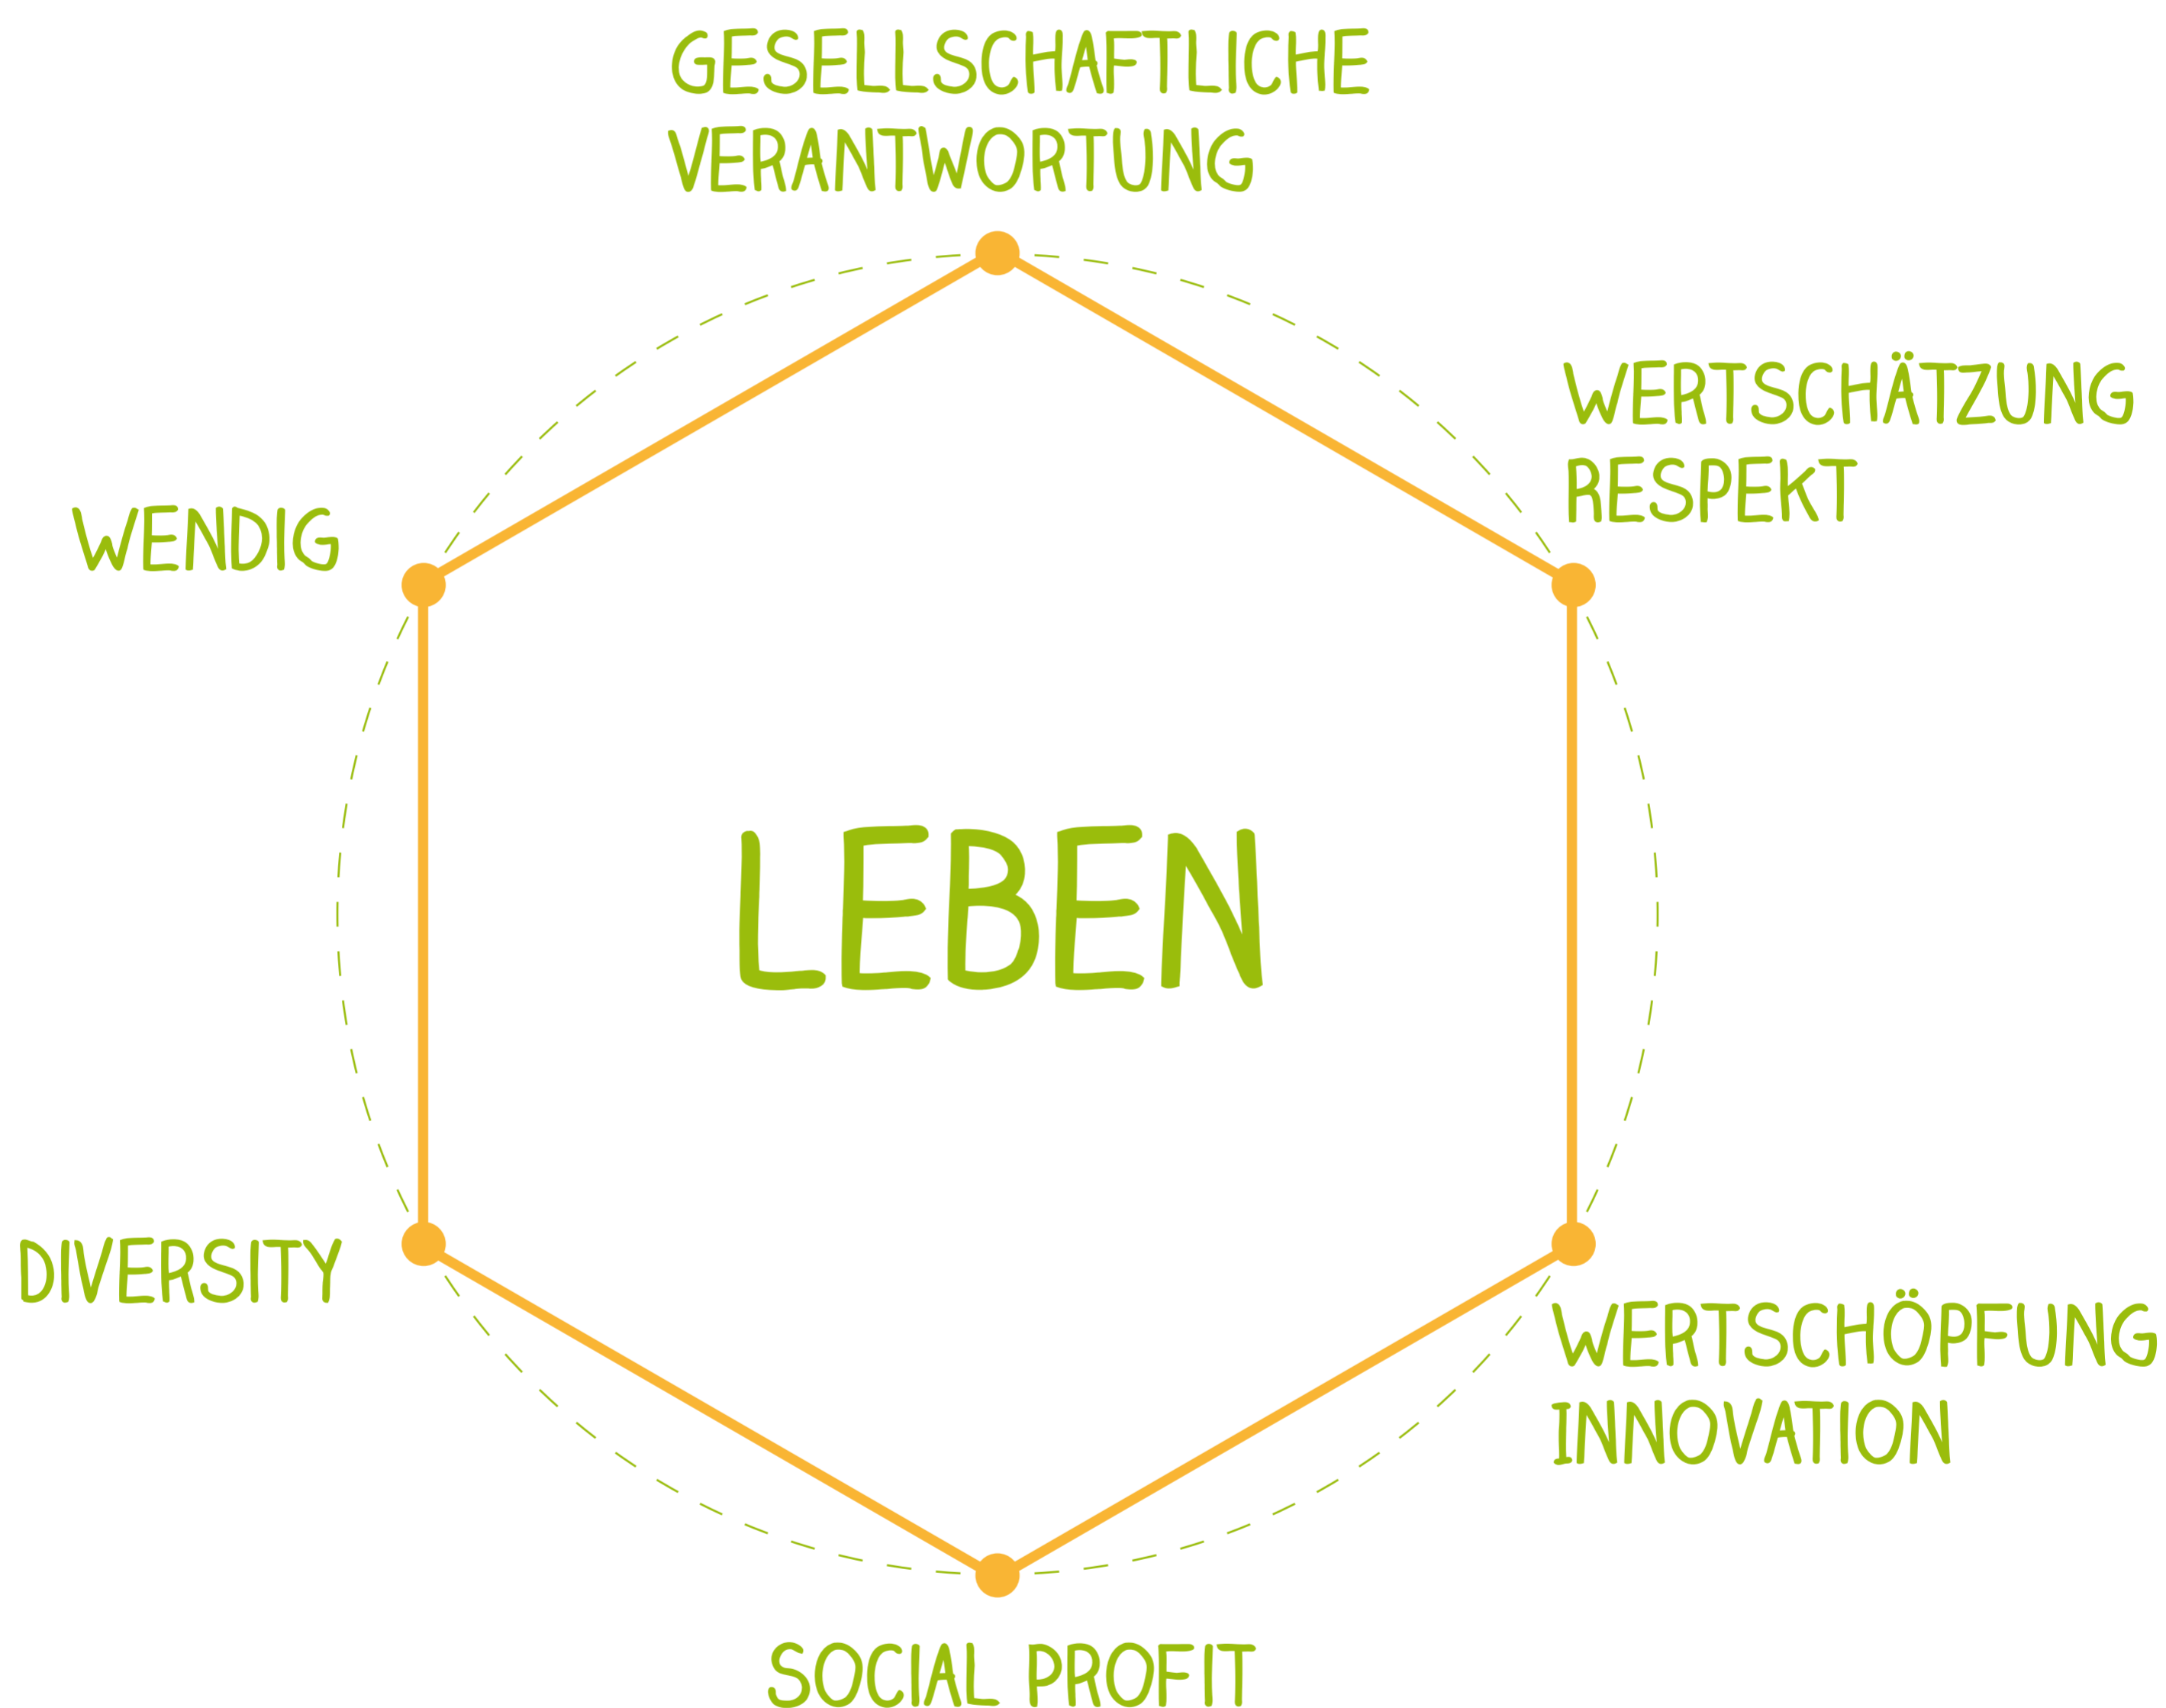 GESELLSCHAFTLICHE
VERANTWORTUNG
WERTSCHÄTZUNG
RESPEKT
WENDIG
LEBEN
DIVERSITY
WERTSCHÖPFUNG
INNOVATION
SOCIAL PROFIT